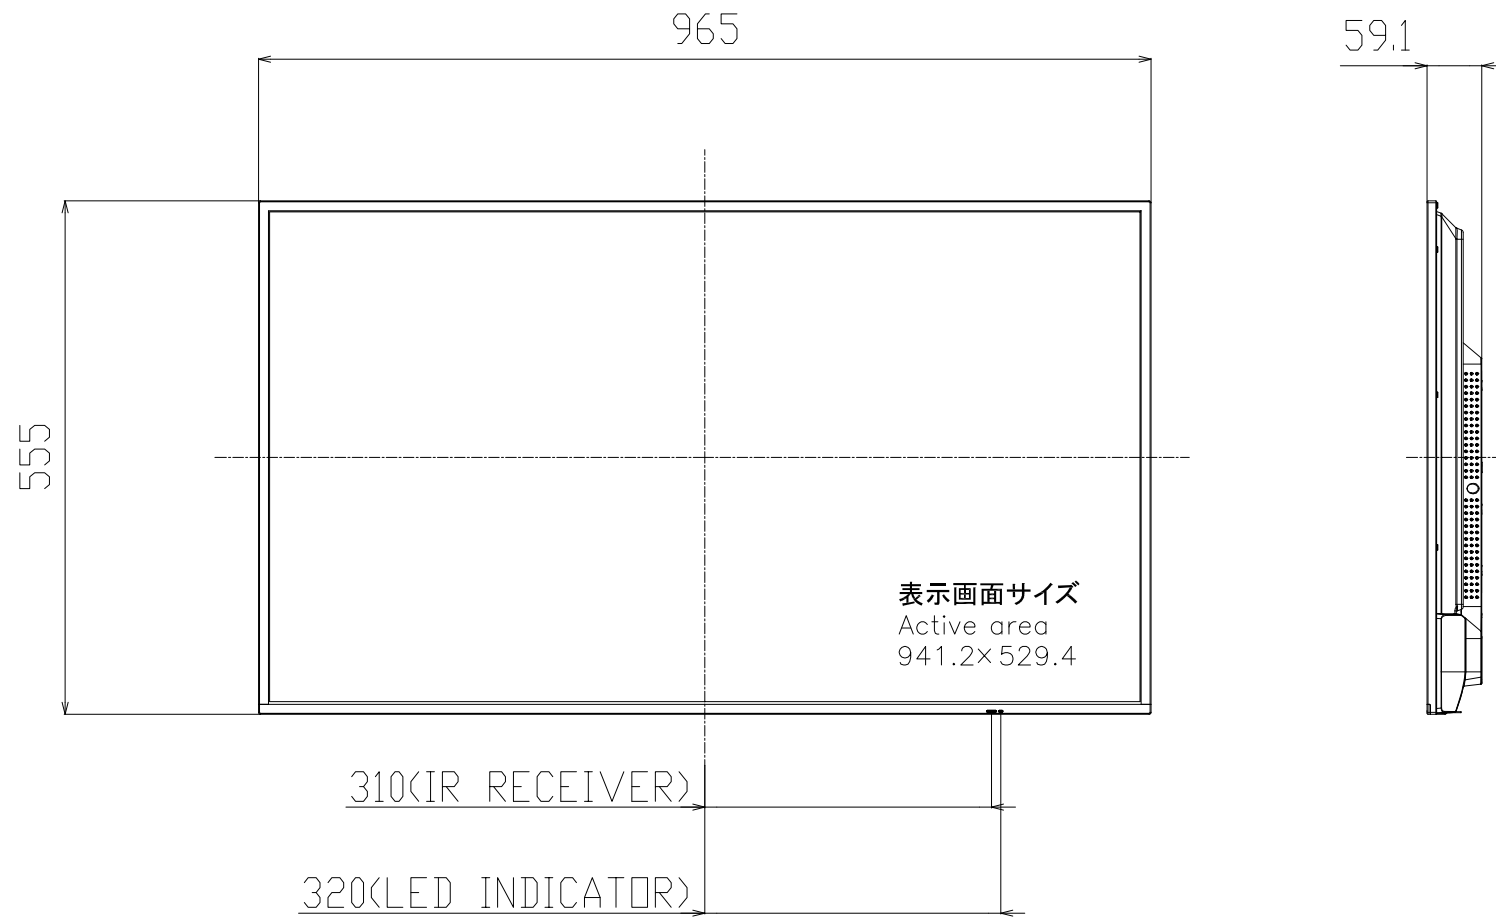 965
59.1
555
表示画面サイズ
Active area
941.2×529.4
310(IR RECEIVER)
320(LED INDICATOR)